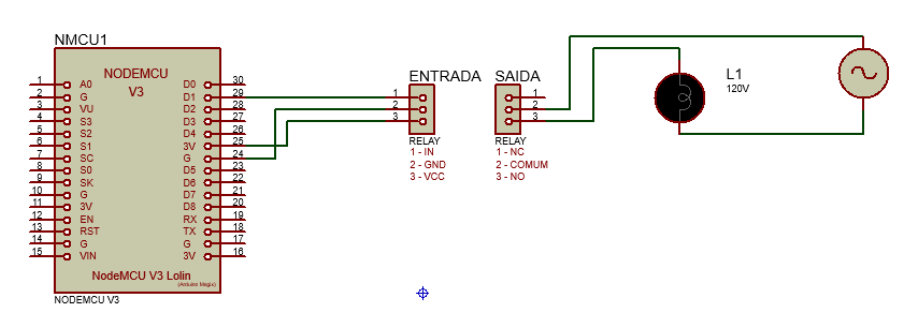 NMCU1
NODEMCU
V3
1 A0
2 G
3 VU
4 S3
5 S2
6 S1
7 SC
8 S0
9 SK
10 G
11 3V
12 EN
13 RST
14 G
15 VIN
D0 30
D1 29
D2 28
D3 27
D4 26
3V 25
G 24
D5 23
D6 22
D7 21
D8 20
RX 19
TX 18
G 17
3V 16
NodeMCU V3 Lolin
(Arduino Megix)
NODEMCU V3
ENTRADA
1
2
3
RELAY
1 - IN
2 - GND
3 - VCC
SAIDA
1
2
3
RELAY
1 - NC
2 - COMUM
3 - NO
L1
120V